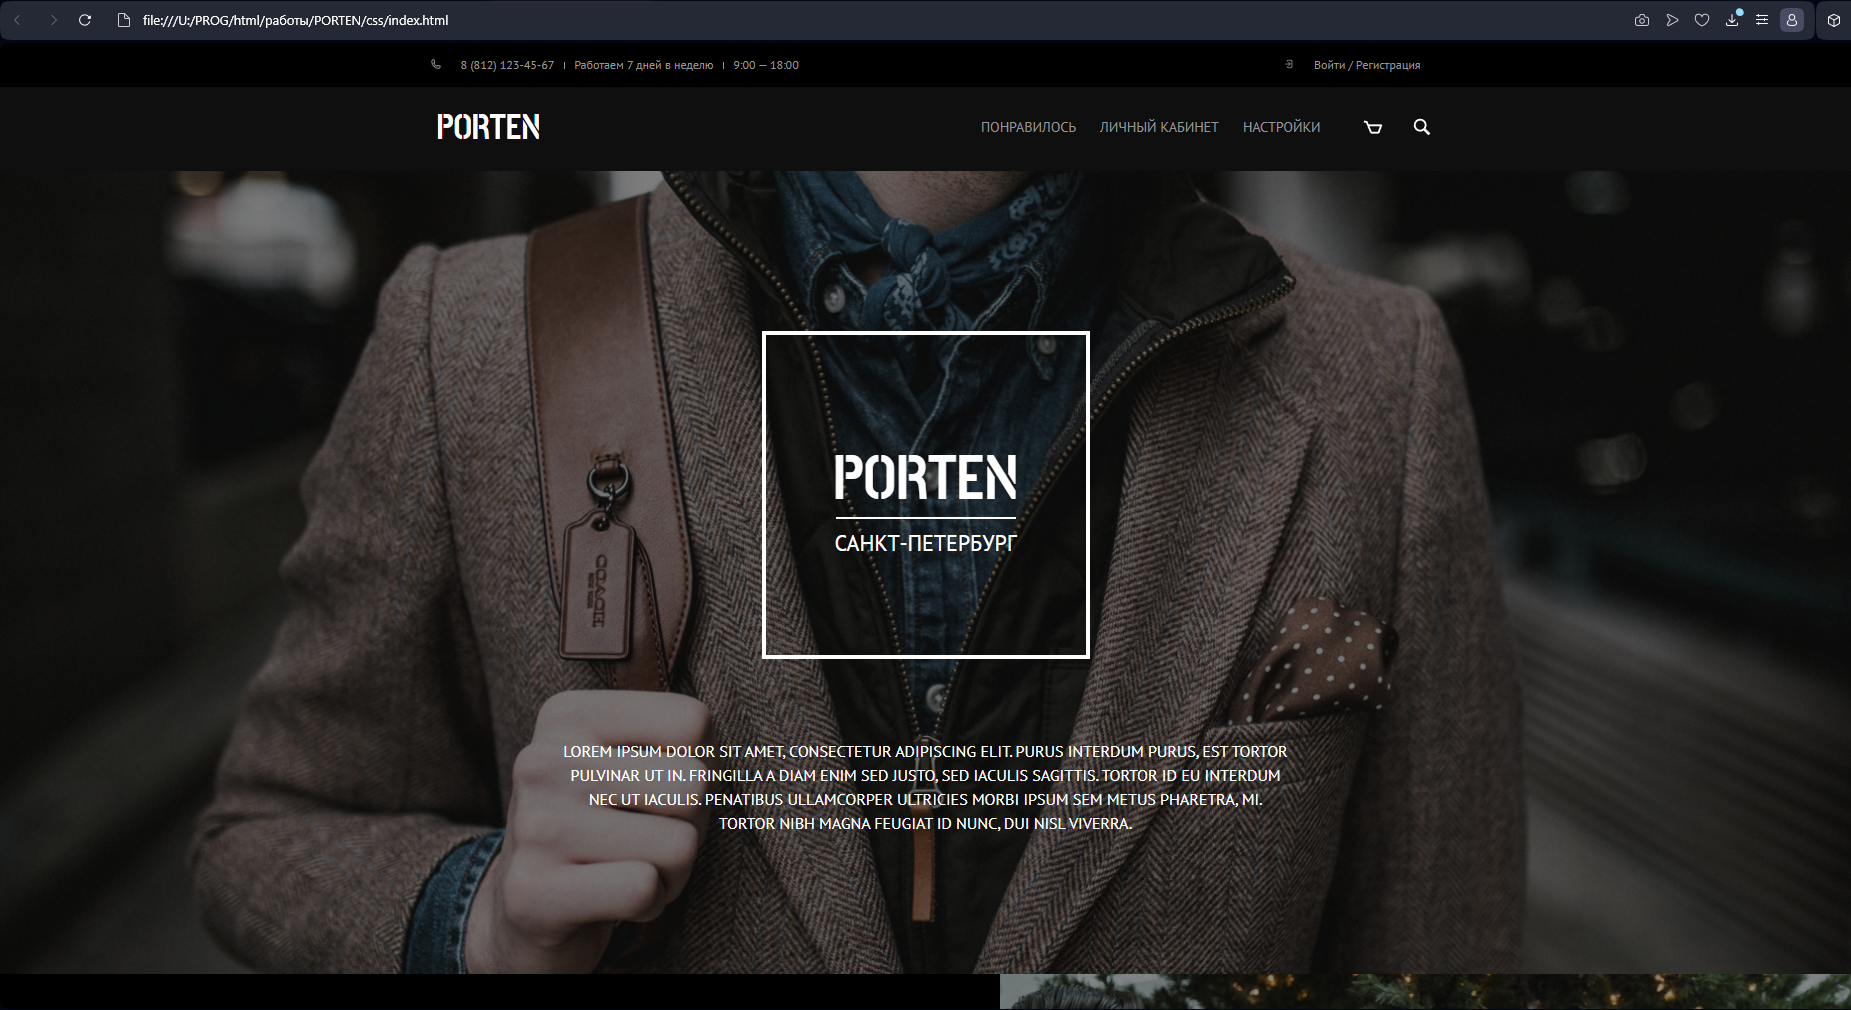 file:///U:/PROG/html/работы/PORTEN/css/index.html
8 (812) 123-45-67 | Работаем 7 дней в неделю | 9:00 — 18:00
Войти / Регистрация
PORTEN
ПОНРАВИЛОСЬ
ЛИЧНЫЙ КАБИНЕТ
НАСТРОЙКИ
PORTEN
САНКТ-ПЕТЕРБУРГ
COACH
LOREM IPSUM DOLOR SIT AMET, CONSECTETUR ADIPISCING ELIT. PURUS INTERDUM PURUS, EST TORTOR
PULVINAR UT IN. FRINGILLA A DIAM ENIM SED JUSTO, SED IACULIS SAGITTIS. TORTOR ID EU INTERDUM
NEC UT IACULIS. PENATIBUS ULLAMCORPER ULTRICIES MORBI IPSUM SEM METUS PHARETRA, MI.
TORTOR NIBH MAGNA FEUGIAT ID NUNC, DUI NISL VIVERRA.